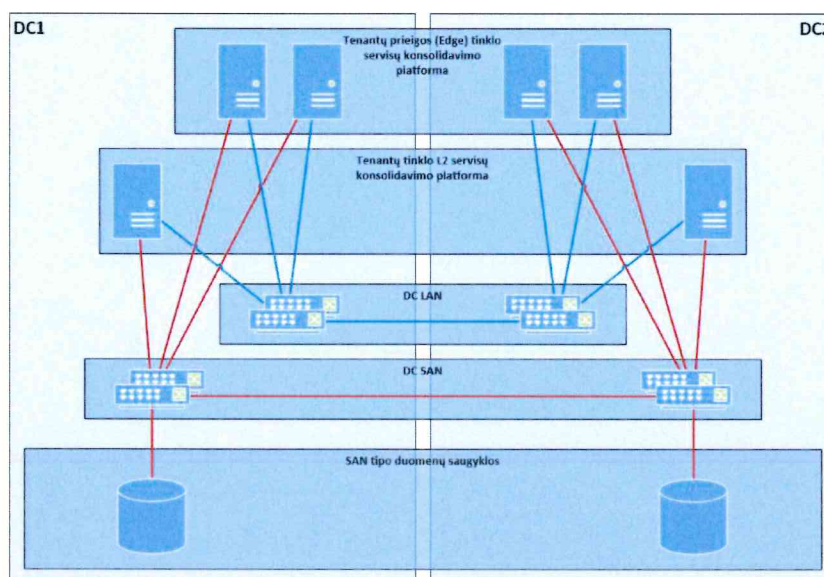 DC1
DC2
Tenantų prieigos (Edge) tinklo
servisų konsolidavimo
platforma
Tenantų tinklo L2 servisų
konsolidavimo platforma
DC LAN
DC SAN
SAN tipo duomenų saugyklos